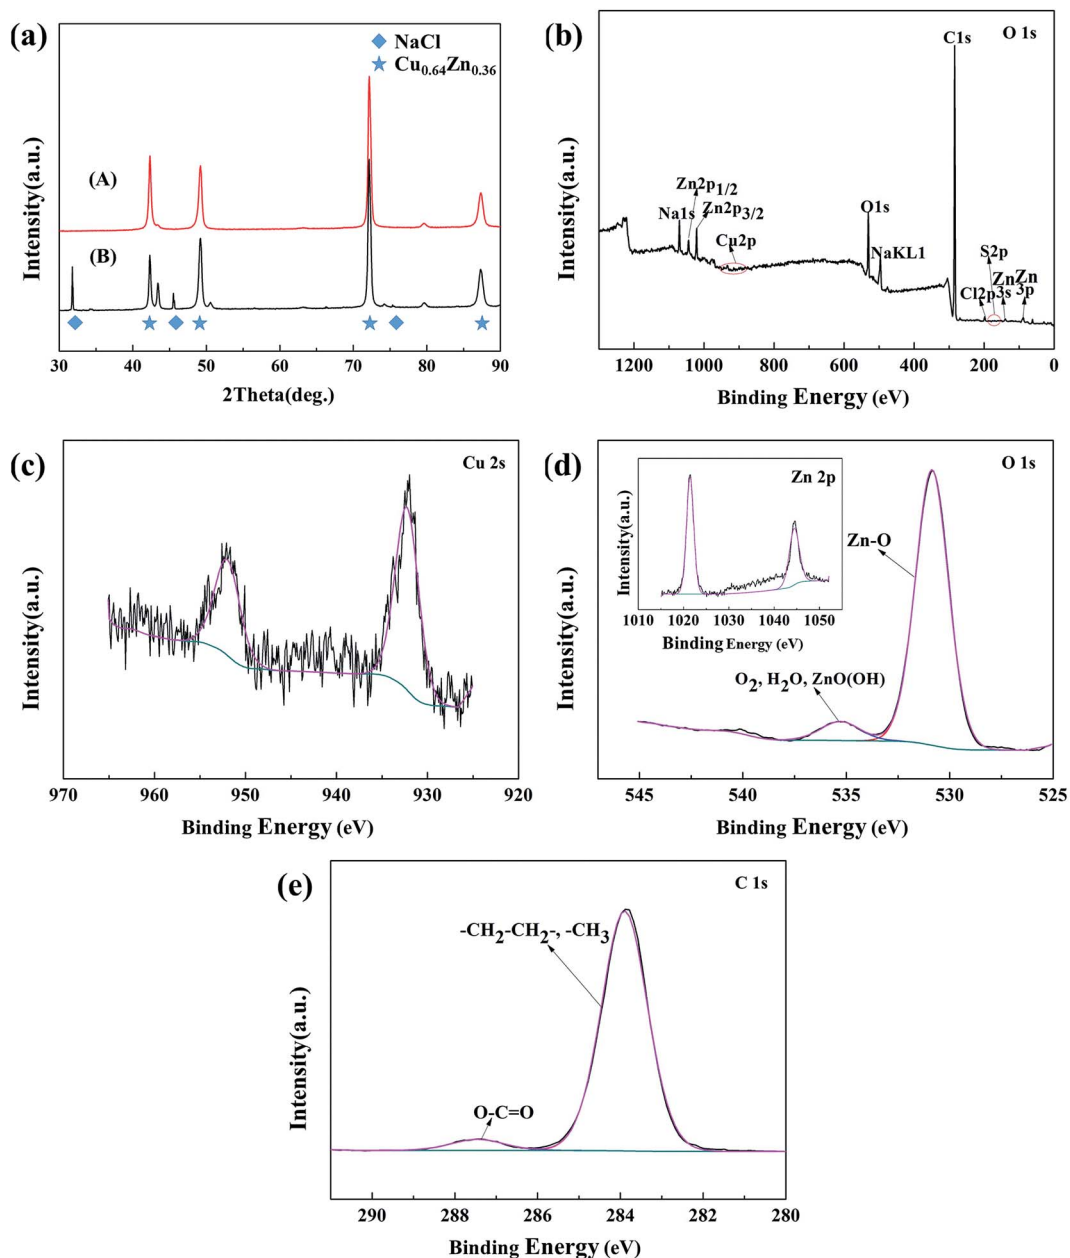 (a)
NaCl
Cu0.64Zn0.36
(A)
(B)
Intensity(a.u.)
30 40 50 60 70 80 90
2Theta(deg.)
(b)
O 1s
C1s
Zn2p1/2
Na1s
Zn2p3/2
Cu2p
O1s
NaKL1
S2p
ZnZn
Cl2p3s 3p
Intensity(a.u.)
1200 1000 800 600 400 200 0
Binding Energy (eV)
(c)
Cu 2s
Intensity(a.u.)
970 960 950 940 930 920
Binding Energy (eV)
(d)
O 1s
Zn 2p
Intensity(a.u.)
1010 1020 1030 1040 1050
Binding Energy (eV)
Zn-O
O2, H2O, ZnO(OH)
Intensity(a.u.)
545 540 535 530 525
Binding Energy (eV)
(e)
C 1s
-CH2-CH2-, -CH3
O-C=O
Intensity(a.u.)
290 288 286 284 282 280
Binding Energy (eV)